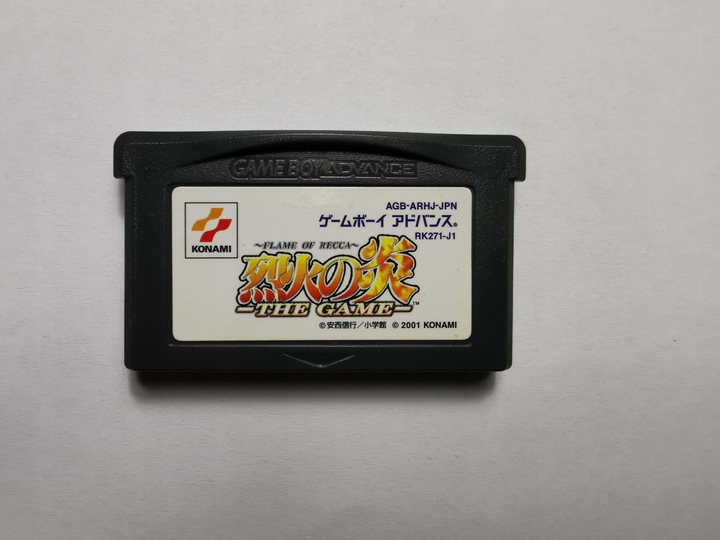 GAME BOY ADVANCE
AGB-ARHJ-JPN
ゲームボーイ アドバンス®
RK271-J1
KONAMI
~FLAME OF RECCA~
烈火の炎
-THE GAME-™
©安西信行/小学館 © 2001 KONAMI